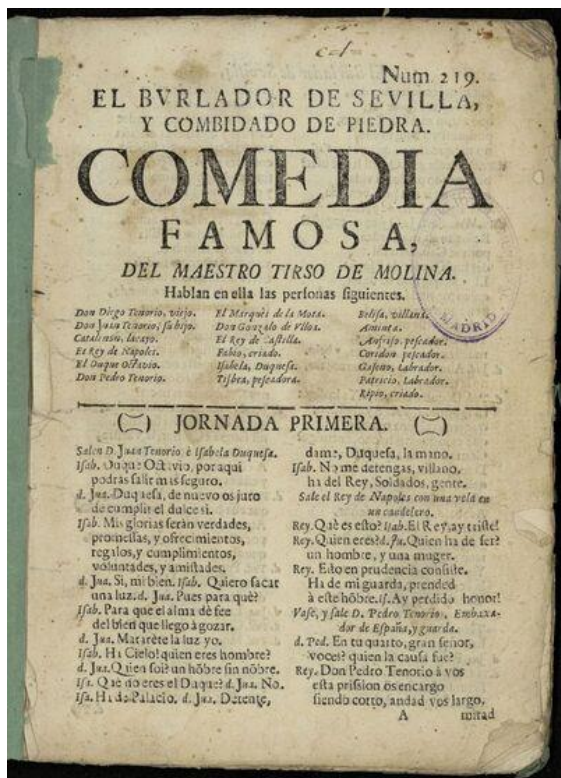 Num 219.
EL BVRLADOR DE SEVILLA,
Y COMBIDADO DE PIEDRA.
COMEDIA
FAMOSA,
DEL MAESTRO TIRSO DE MOLINA.
Hablan en ella las personas siguientes.
Don Diego Tenorio, viejo.
Don Juan Tenorio, su hijo.
Catalinon, lacayo.
El Rey de Napoles.
El Duque Octavio.
Don Pedro Tenorio.
El Marquès de la Mota.
Don Gonzalo de Vlloa.
El Rey de Castilla.
Fabio, criado.
Isabela, Duquesa.
Tisbea, pescadora.
Belisa, villana.
Aminta.
Anfriso, pescador.
Coridon pescador.
Gaseno, Labrador.
Patricio, Labrador.
Ripio, criado.
MADRID
JORNADA PRIMERA.
Salen D. Juan Tenorio, è Isabela Duquesa.
Isab. Duque Octavio, por aqui
podràs salir mas seguro.
d. Jua. Duquesa, de nuevo os juro
de cumplir el dulce si.
Isab. Mis glorias seràn verdades,
promessas, y ofrecimientos,
regalos, y cumplimientos,
voluntades, y amistades.
d. Jua. Si, mi bien. Isab. Quiero sacar
una luz. d. Jua. Pues para què?
Isab. Para que el alma dè fee
del bien que llego à gozar.
d. Jua. Matarète la luz yo.
Isab. Ha Cielo! quien eres hombre?
d. Jua. Quien soi? un hōbre sin nōbre.
Isa. Què no eres el Duque? d. Jua. No.
Isa. Ha de Palacio. d. Jua. Detente,
dame, Duquesa, la mano.
Isab. No me detengas, villano.
ha del Rey, Soldados, gente.
Sale el Rey de Napoles con una vela en
un candelero.
Rey. Què es esto? Isab. El Rey, ay triste!
Rey. Quien eres? d. Ju. Quien ha de ser?
un hombre, y una muger.
Rey. Esto en prudencia consiste.
Ha de mi guarda, prended
à este hōbre. Is. Ay perdido honor!
Vase, y sale D. Pedro Tenorio, Embaxa-
dor de España, y guarda.
d. Ped. En tu quarto, gran señor,
voces? quien la causa fue?
Rey. Don Pedro Tenorio à vos
esta prission os encargo
siendo corto, andad vos largo,
A mirad